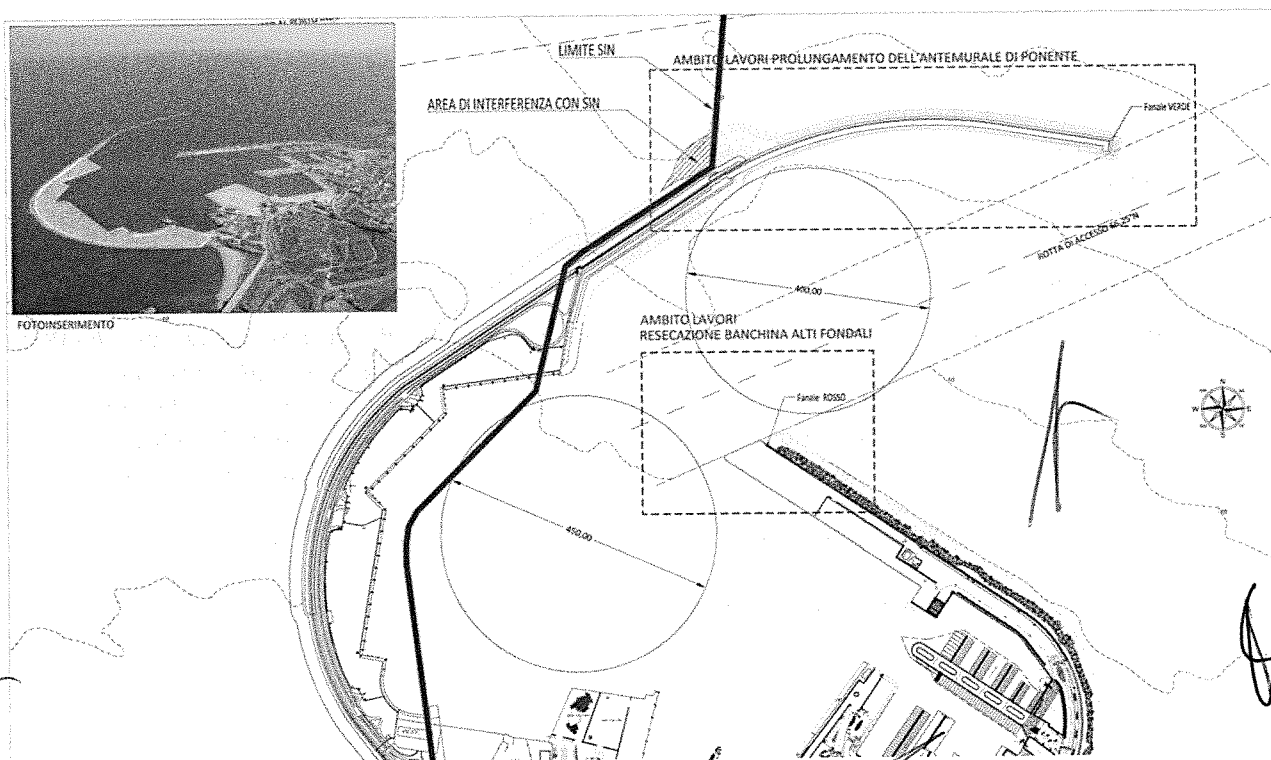 LIMITE SIN
AMBITO LAVORI PROLUNGAMENTO DELL'ANTEMURALE DI PONENTE
AREA DI INTERFERENZA CON SIN
Fanale VERDE
ROTTA DI ACCESSO
400,00
FOTOINSERIMENTO
AMBITO LAVORI
RESECAZIONE BANCHINA ALTI FONDALI
Fanale ROSSO
N
W
E
S
450,00